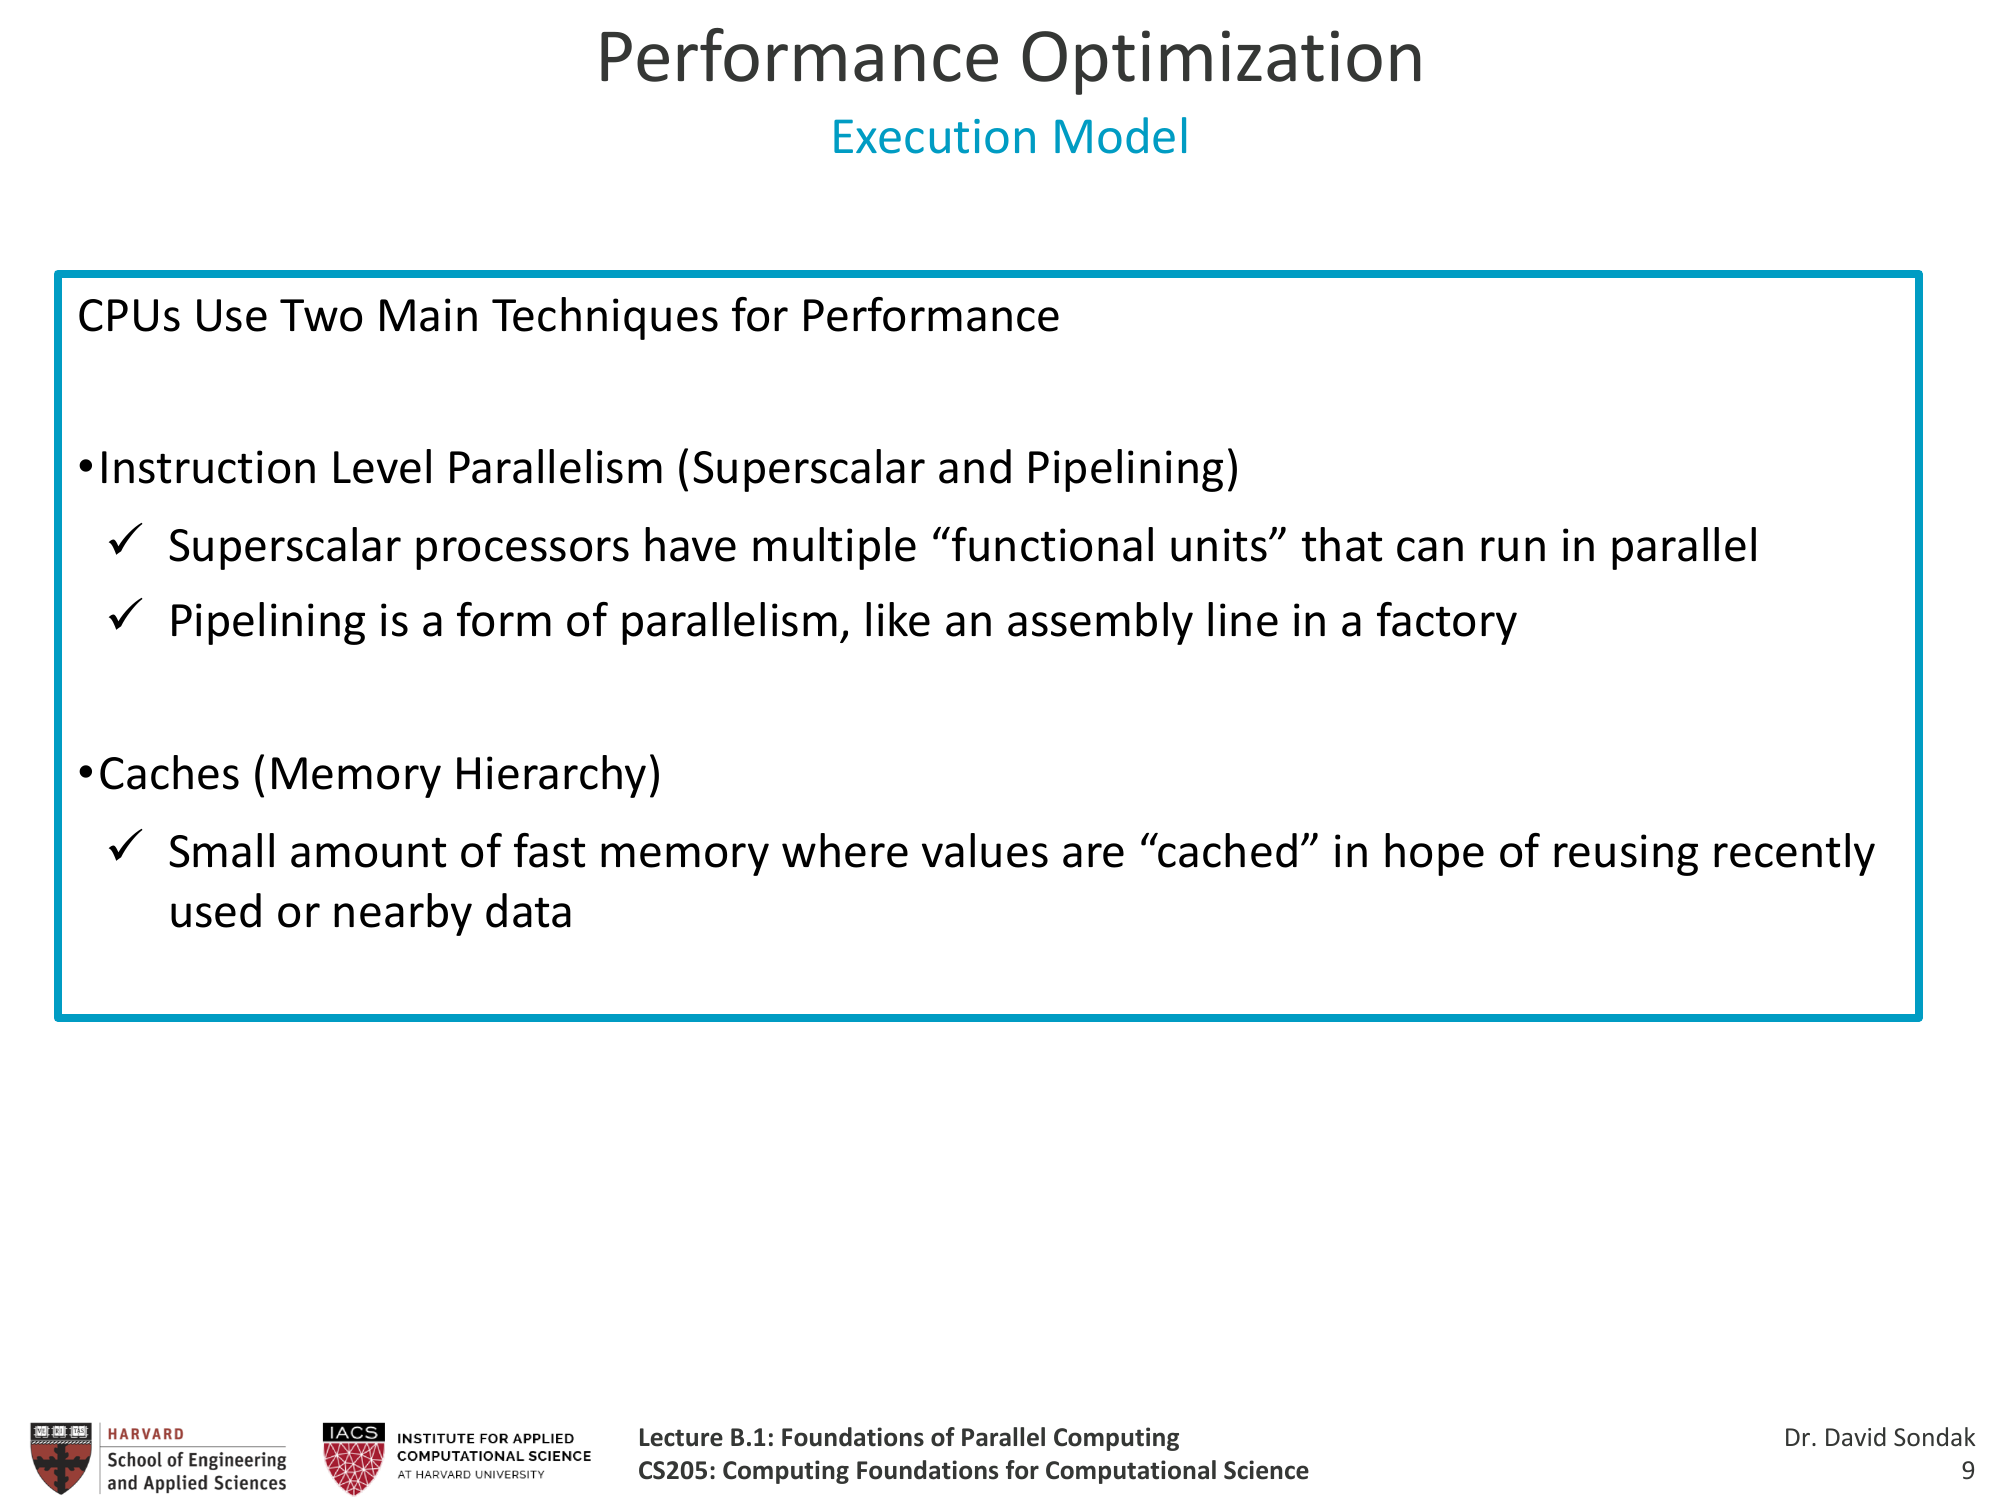 Performance Optimization
Execution Model
CPUs Use Two Main Techniques for Performance
•Instruction Level Parallelism (Superscalar and Pipelining)
✓ Superscalar processors have multiple “functional units” that can run in parallel
✓ Pipelining is a form of parallelism, like an assembly line in a factory
•Caches (Memory Hierarchy)
✓ Small amount of fast memory where values are “cached” in hope of reusing recently
used or nearby data
HARVARD
School of Engineering
and Applied Sciences
IACS
INSTITUTE FOR APPLIED
COMPUTATIONAL SCIENCE
AT HARVARD UNIVERSITY
Lecture B.1: Foundations of Parallel Computing
CS205: Computing Foundations for Computational Science
Dr. David Sondak
9